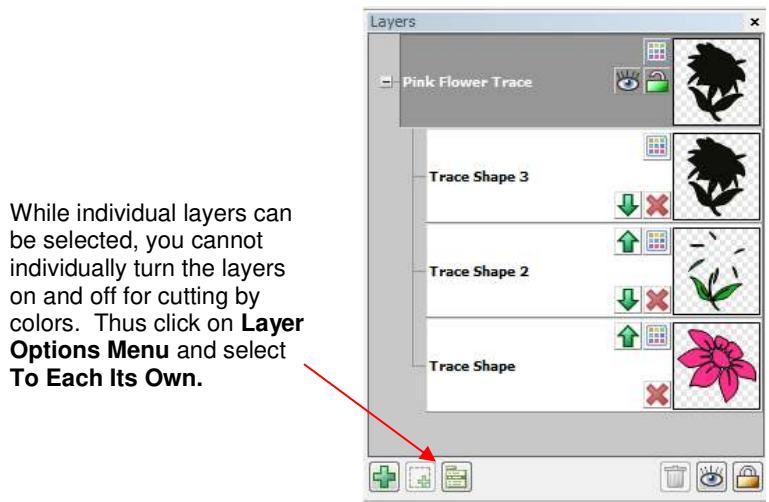 Layers
Pink Flower Trace
Trace Shape 3
Trace Shape 2
Trace Shape
While individual layers can
be selected, you cannot
individually turn the layers
on and off for cutting by
colors.  Thus click on Layer
Options Menu and select
To Each Its Own.